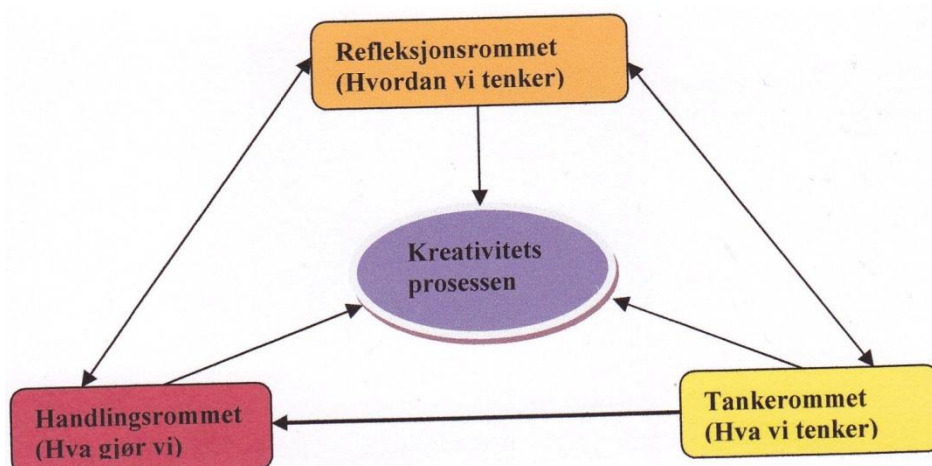 Refleksjonsrommet
(Hvordan vi tenker)
Kreativitets
prosessen
Handlingsrommet
(Hva gjør vi)
Tankerommet
(Hva vi tenker)